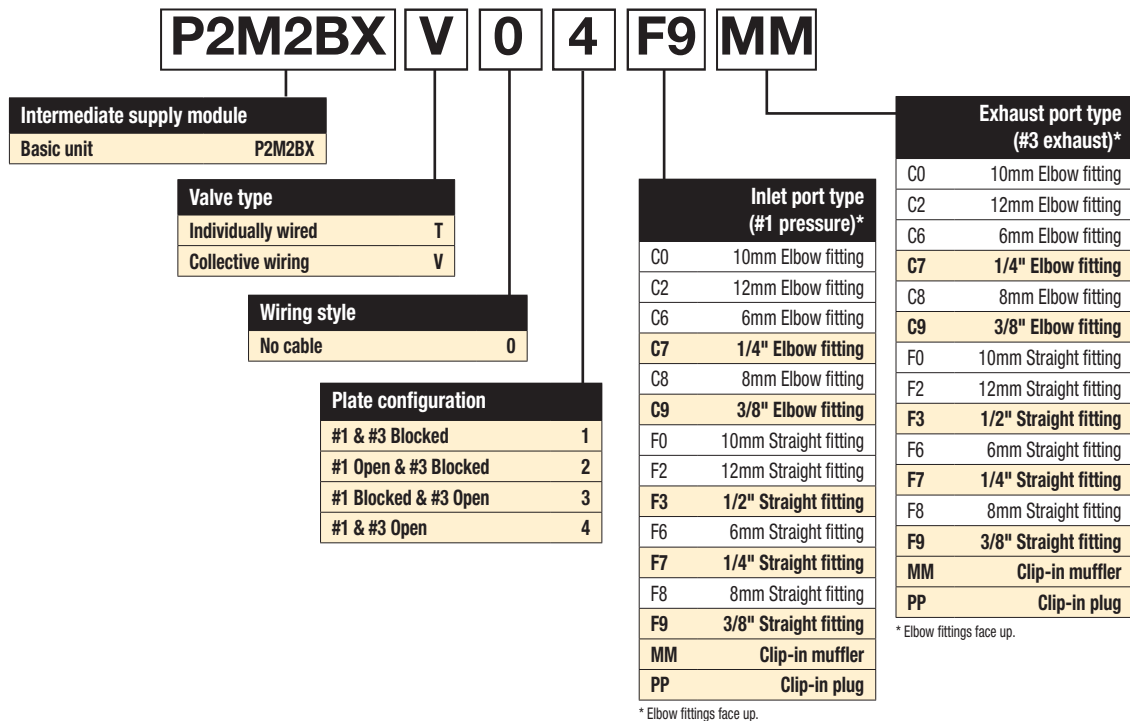 P2M2BX V 0 4 F9 MM
Intermediate supply module
Basic unit P2M2BX
Valve type
Individually wired T
Collective wiring V
Wiring style
No cable 0
Plate configuration
#1 & #3 Blocked 1
#1 Open & #3 Blocked 2
#1 Blocked & #3 Open 3
#1 & #3 Open 4
Inlet port type
(#1 pressure)*
C0 10mm Elbow fitting
C2 12mm Elbow fitting
C6 6mm Elbow fitting
C7 1/4" Elbow fitting
C8 8mm Elbow fitting
C9 3/8" Elbow fitting
F0 10mm Straight fitting
F2 12mm Straight fitting
F3 1/2" Straight fitting
F6 6mm Straight fitting
F7 1/4" Straight fitting
F8 8mm Straight fitting
F9 3/8" Straight fitting
MM Clip-in muffler
PP Clip-in plug
* Elbow fittings face up.
Exhaust port type
(#3 exhaust)*
C0 10mm Elbow fitting
C2 12mm Elbow fitting
C6 6mm Elbow fitting
C7 1/4" Elbow fitting
C8 8mm Elbow fitting
C9 3/8" Elbow fitting
F0 10mm Straight fitting
F2 12mm Straight fitting
F3 1/2" Straight fitting
F6 6mm Straight fitting
F7 1/4" Straight fitting
F8 8mm Straight fitting
F9 3/8" Straight fitting
MM Clip-in muffler
PP Clip-in plug
* Elbow fittings face up.